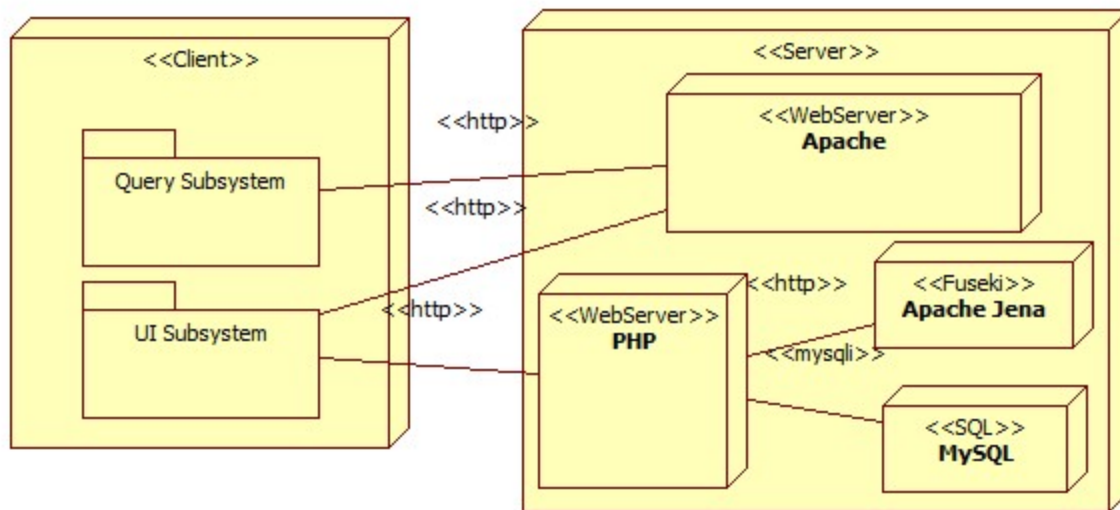 <<Client>>
Query Subsystem
UI Subsystem
<<http>>
<<http>>
<<http>>
<<Server>>
<<WebServer>>
Apache
<<WebServer>>
PHP
<<http>>
<<mysqli>>
<<Fuseki>>
Apache Jena
<<SQL>>
MySQL